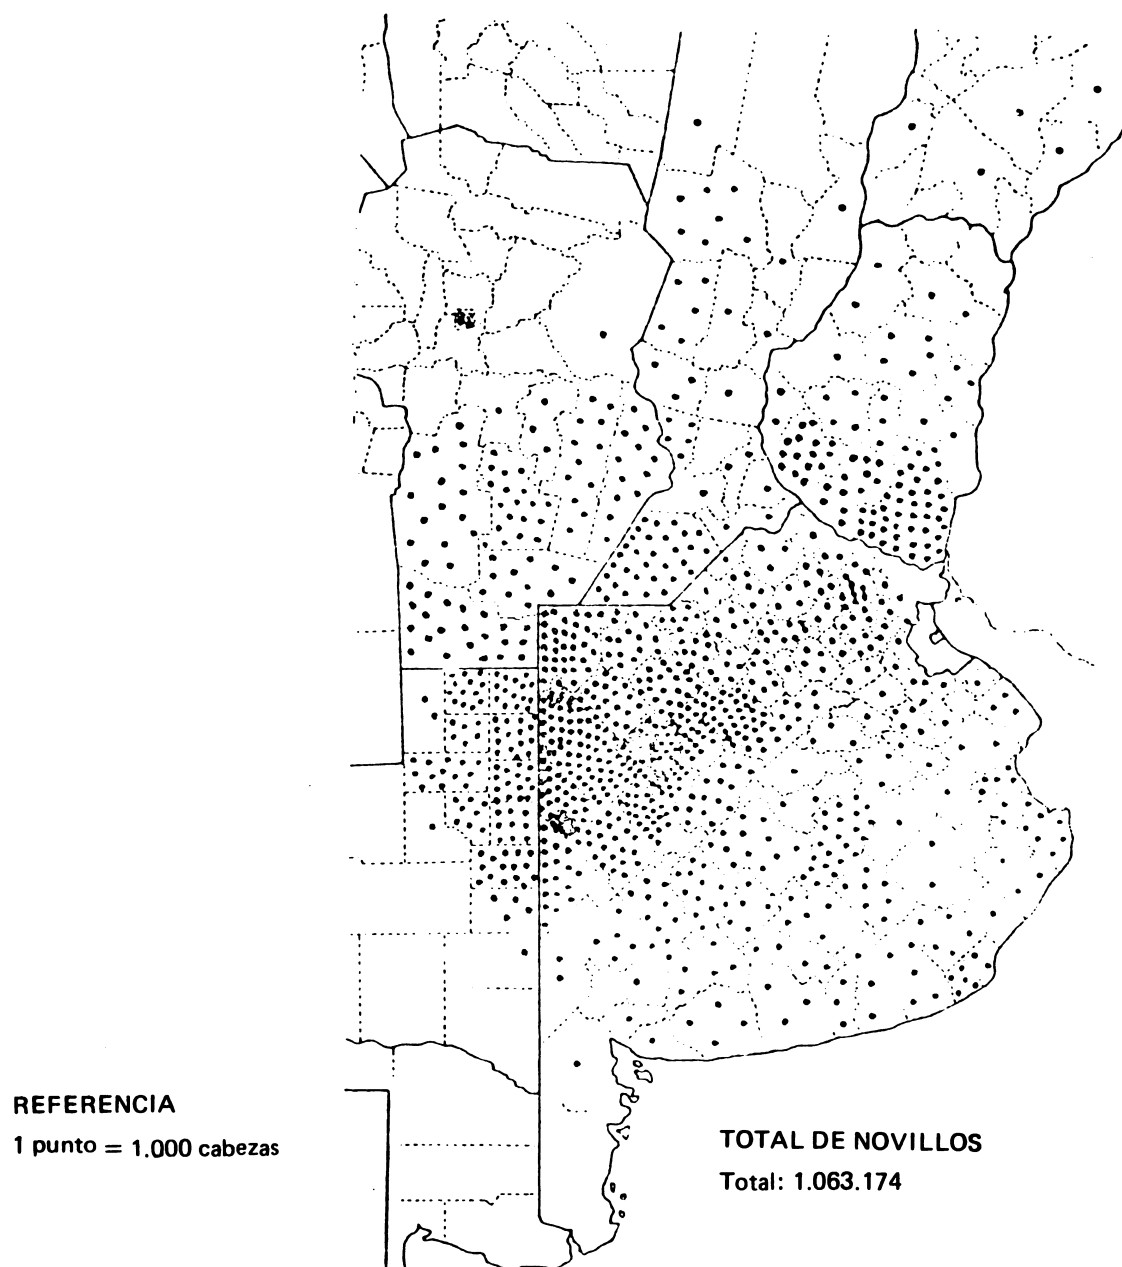 REFERENCIA
1 punto = 1.000 cabezas
TOTAL DE NOVILLOS
Total: 1.063.174